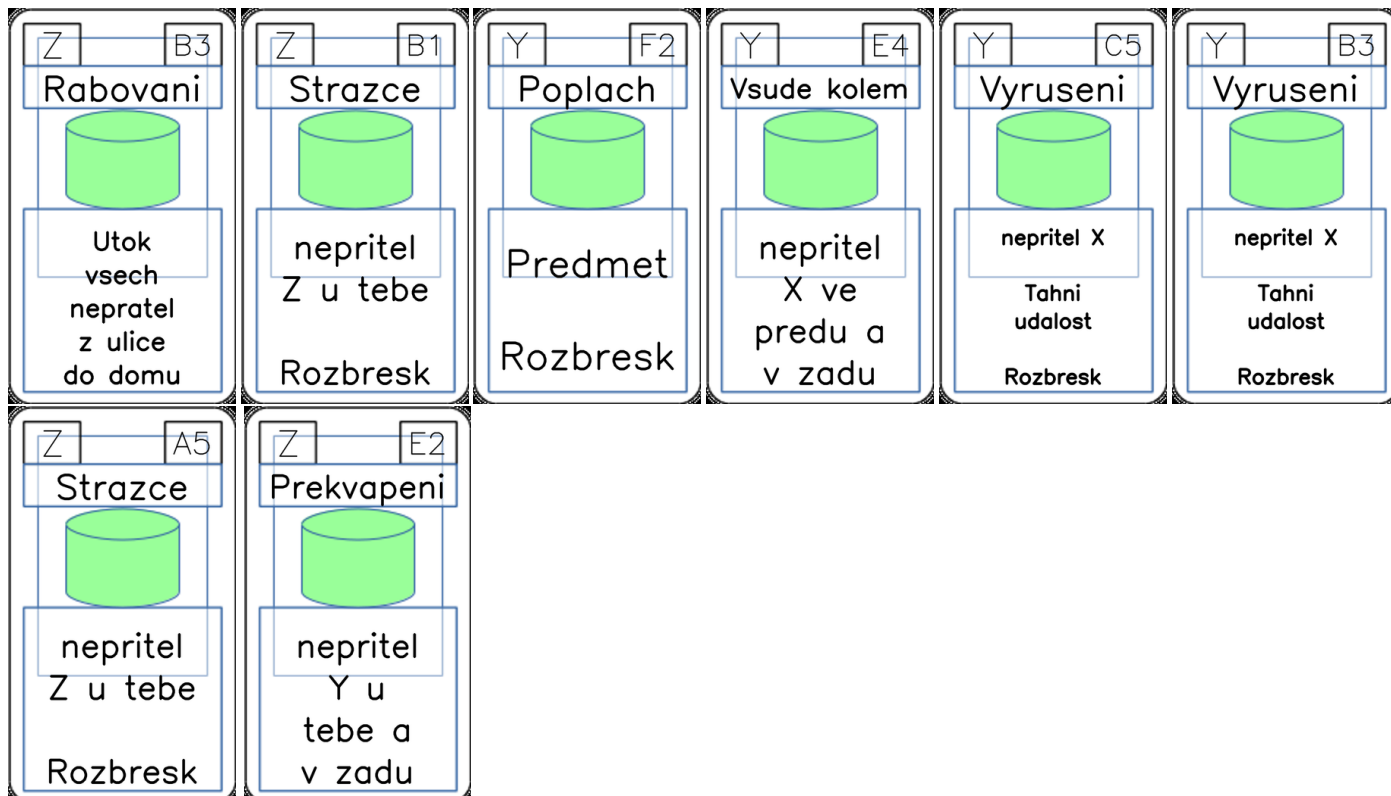 Z B3
Rabovani
Utok
vsech
nepratel
z ulice
do domu
Z B1
Strazce
nepritel
Z u tebe
Rozbresk
Y F2
Poplach
Predmet
Rozbresk
Y E4
Vsude kolem
nepritel
X ve
predu a
v zadu
Y C5
Vyruseni
nepritel X
Tahni
udalost
Rozbresk
Y B3
Vyruseni
nepritel X
Tahni
udalost
Rozbresk
Z A5
Strazce
nepritel
Z u tebe
Rozbresk
Z E2
Prekvapeni
nepritel
Y u
tebe a
v zadu